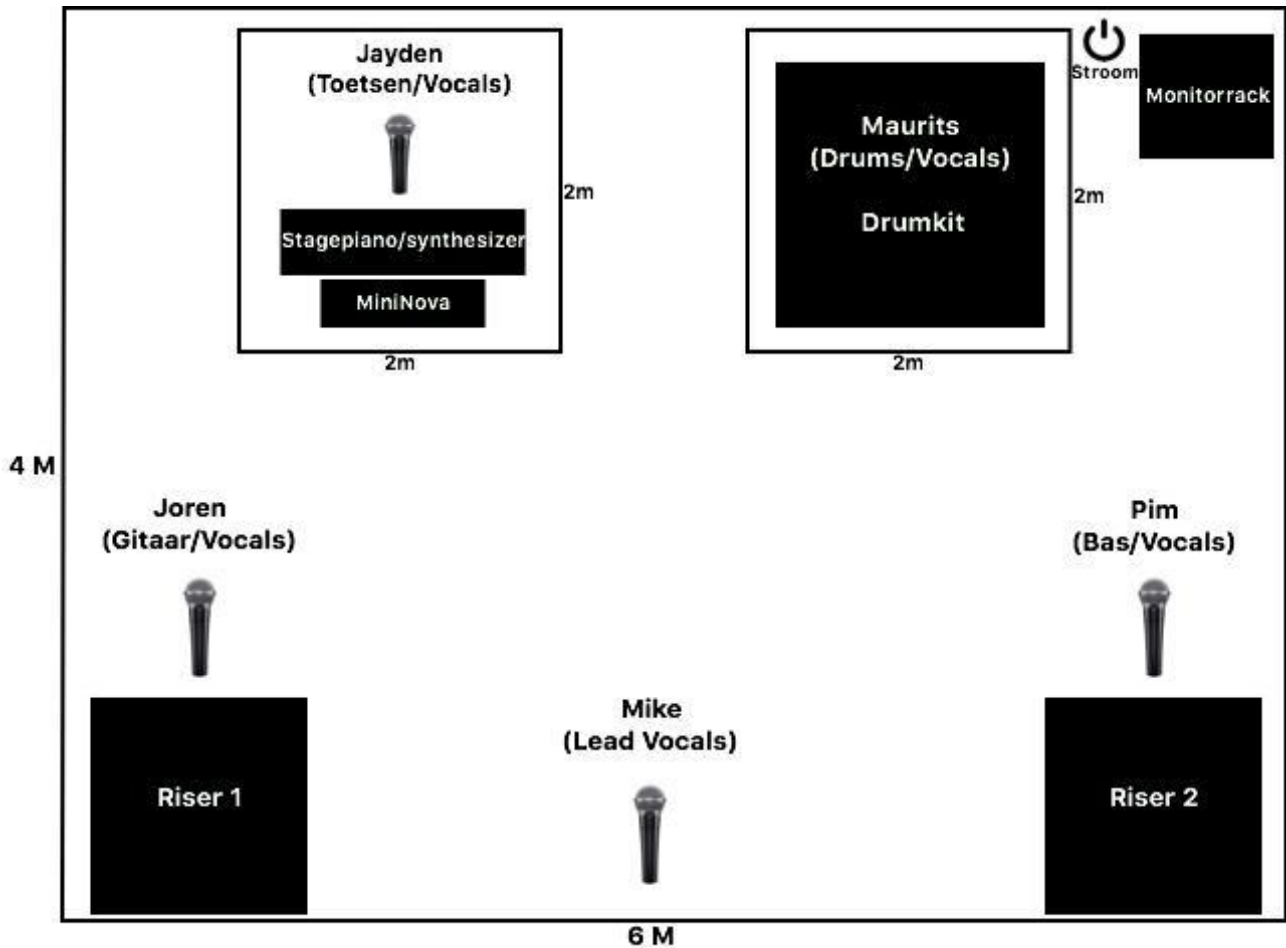 Jayden
(Toetsen/Vocals)
Stagepiano/synthesizer
MiniNova
2m
2m
Maurits
(Drums/Vocals)
Drumkit
2m
2m
Stroom
Monitorrack
4 M
Joren
(Gitaar/Vocals)
Pim
(Bas/Vocals)
Mike
(Lead Vocals)
Riser 1
Riser 2
6 M